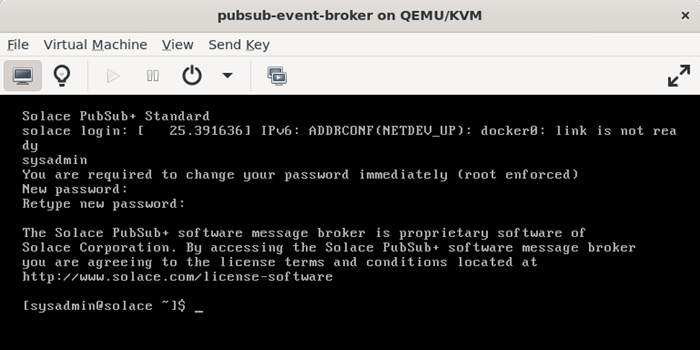 pubsub-event-broker on QEMU/KVM
File Virtual Machine View Send Key
Solace PubSub+ Standard
solace login: [   25.391636] IPv6: ADDRCONF(NETDEV_UP): docker0: link is not rea
dy
sysadmin
You are required to change your password immediately (root enforced)
New password:
Retype new password:
The Solace PubSub+ software message broker is proprietary software of
Solace Corporation. By accessing the Solace PubSub+ software message broker
you are agreeing to the license terms and conditions located at
http://www.solace.com/license-software
[sysadmin@solace ~]$ _